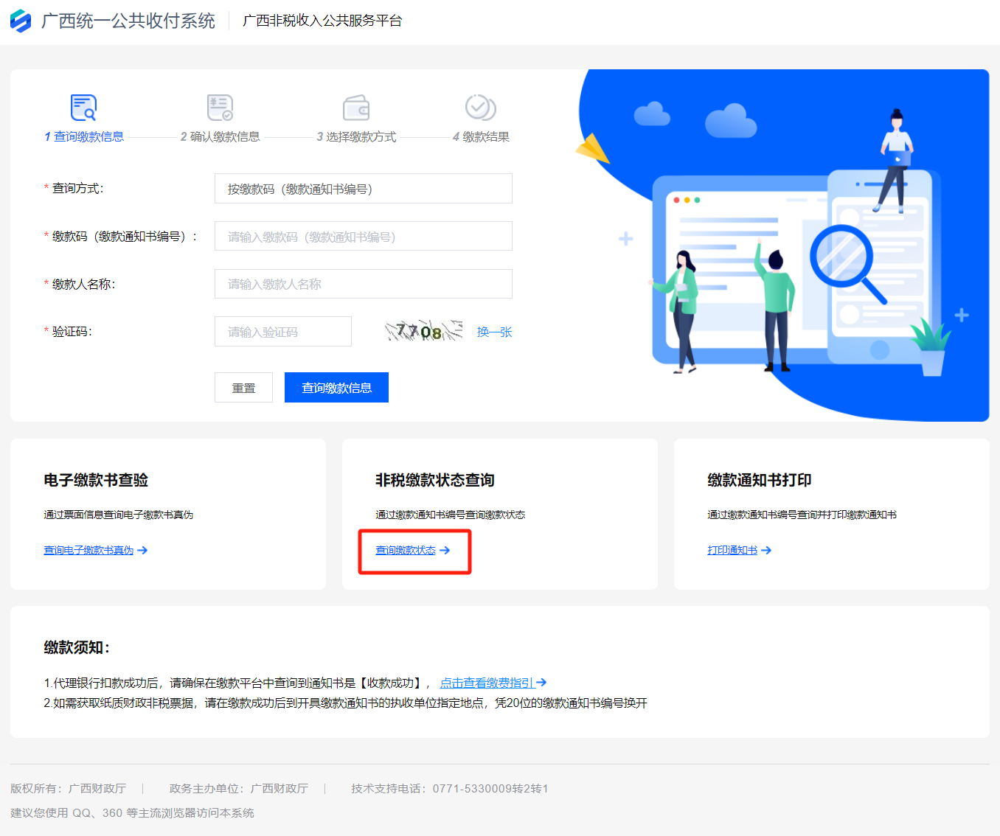 广西统一公共收付系统 广西非税收入公共服务平台
1 查询缴款信息 2 确认缴款信息 3 选择缴款方式 4 缴款结果
* 查询方式: 按缴款码（缴款通知书编号）
* 缴款码（缴款通知书编号）: 请输入缴款码（缴款通知书编号）
* 缴款人名称: 请输入缴款人名称
* 验证码: 请输入验证码 7708 换一张
重置 查询缴款信息
电子缴款书查验
通过票面信息查询电子缴款书真伪
查询电子缴款书真伪
非税缴款状态查询
通过缴款通知书编号查询缴款状态
查询缴款状态
缴款通知书打印
通过缴款通知书编号查询并打印缴款通知书
打印通知书
缴款须知：
1.代理银行扣款成功后，请确保在缴款平台中查询到通知书是【收款成功】，点击查看缴费指引
2.如需获取纸质财政非税票据，请在缴款成功后到开具缴款通知书的执收单位指定地点，凭20位的缴款通知书编号换开
版权所有：广西财政厅 | 政务主办单位：广西财政厅 | 技术支持电话：0771-5330009转2转1
建议您使用 QQ、360 等主流浏览器访问本系统